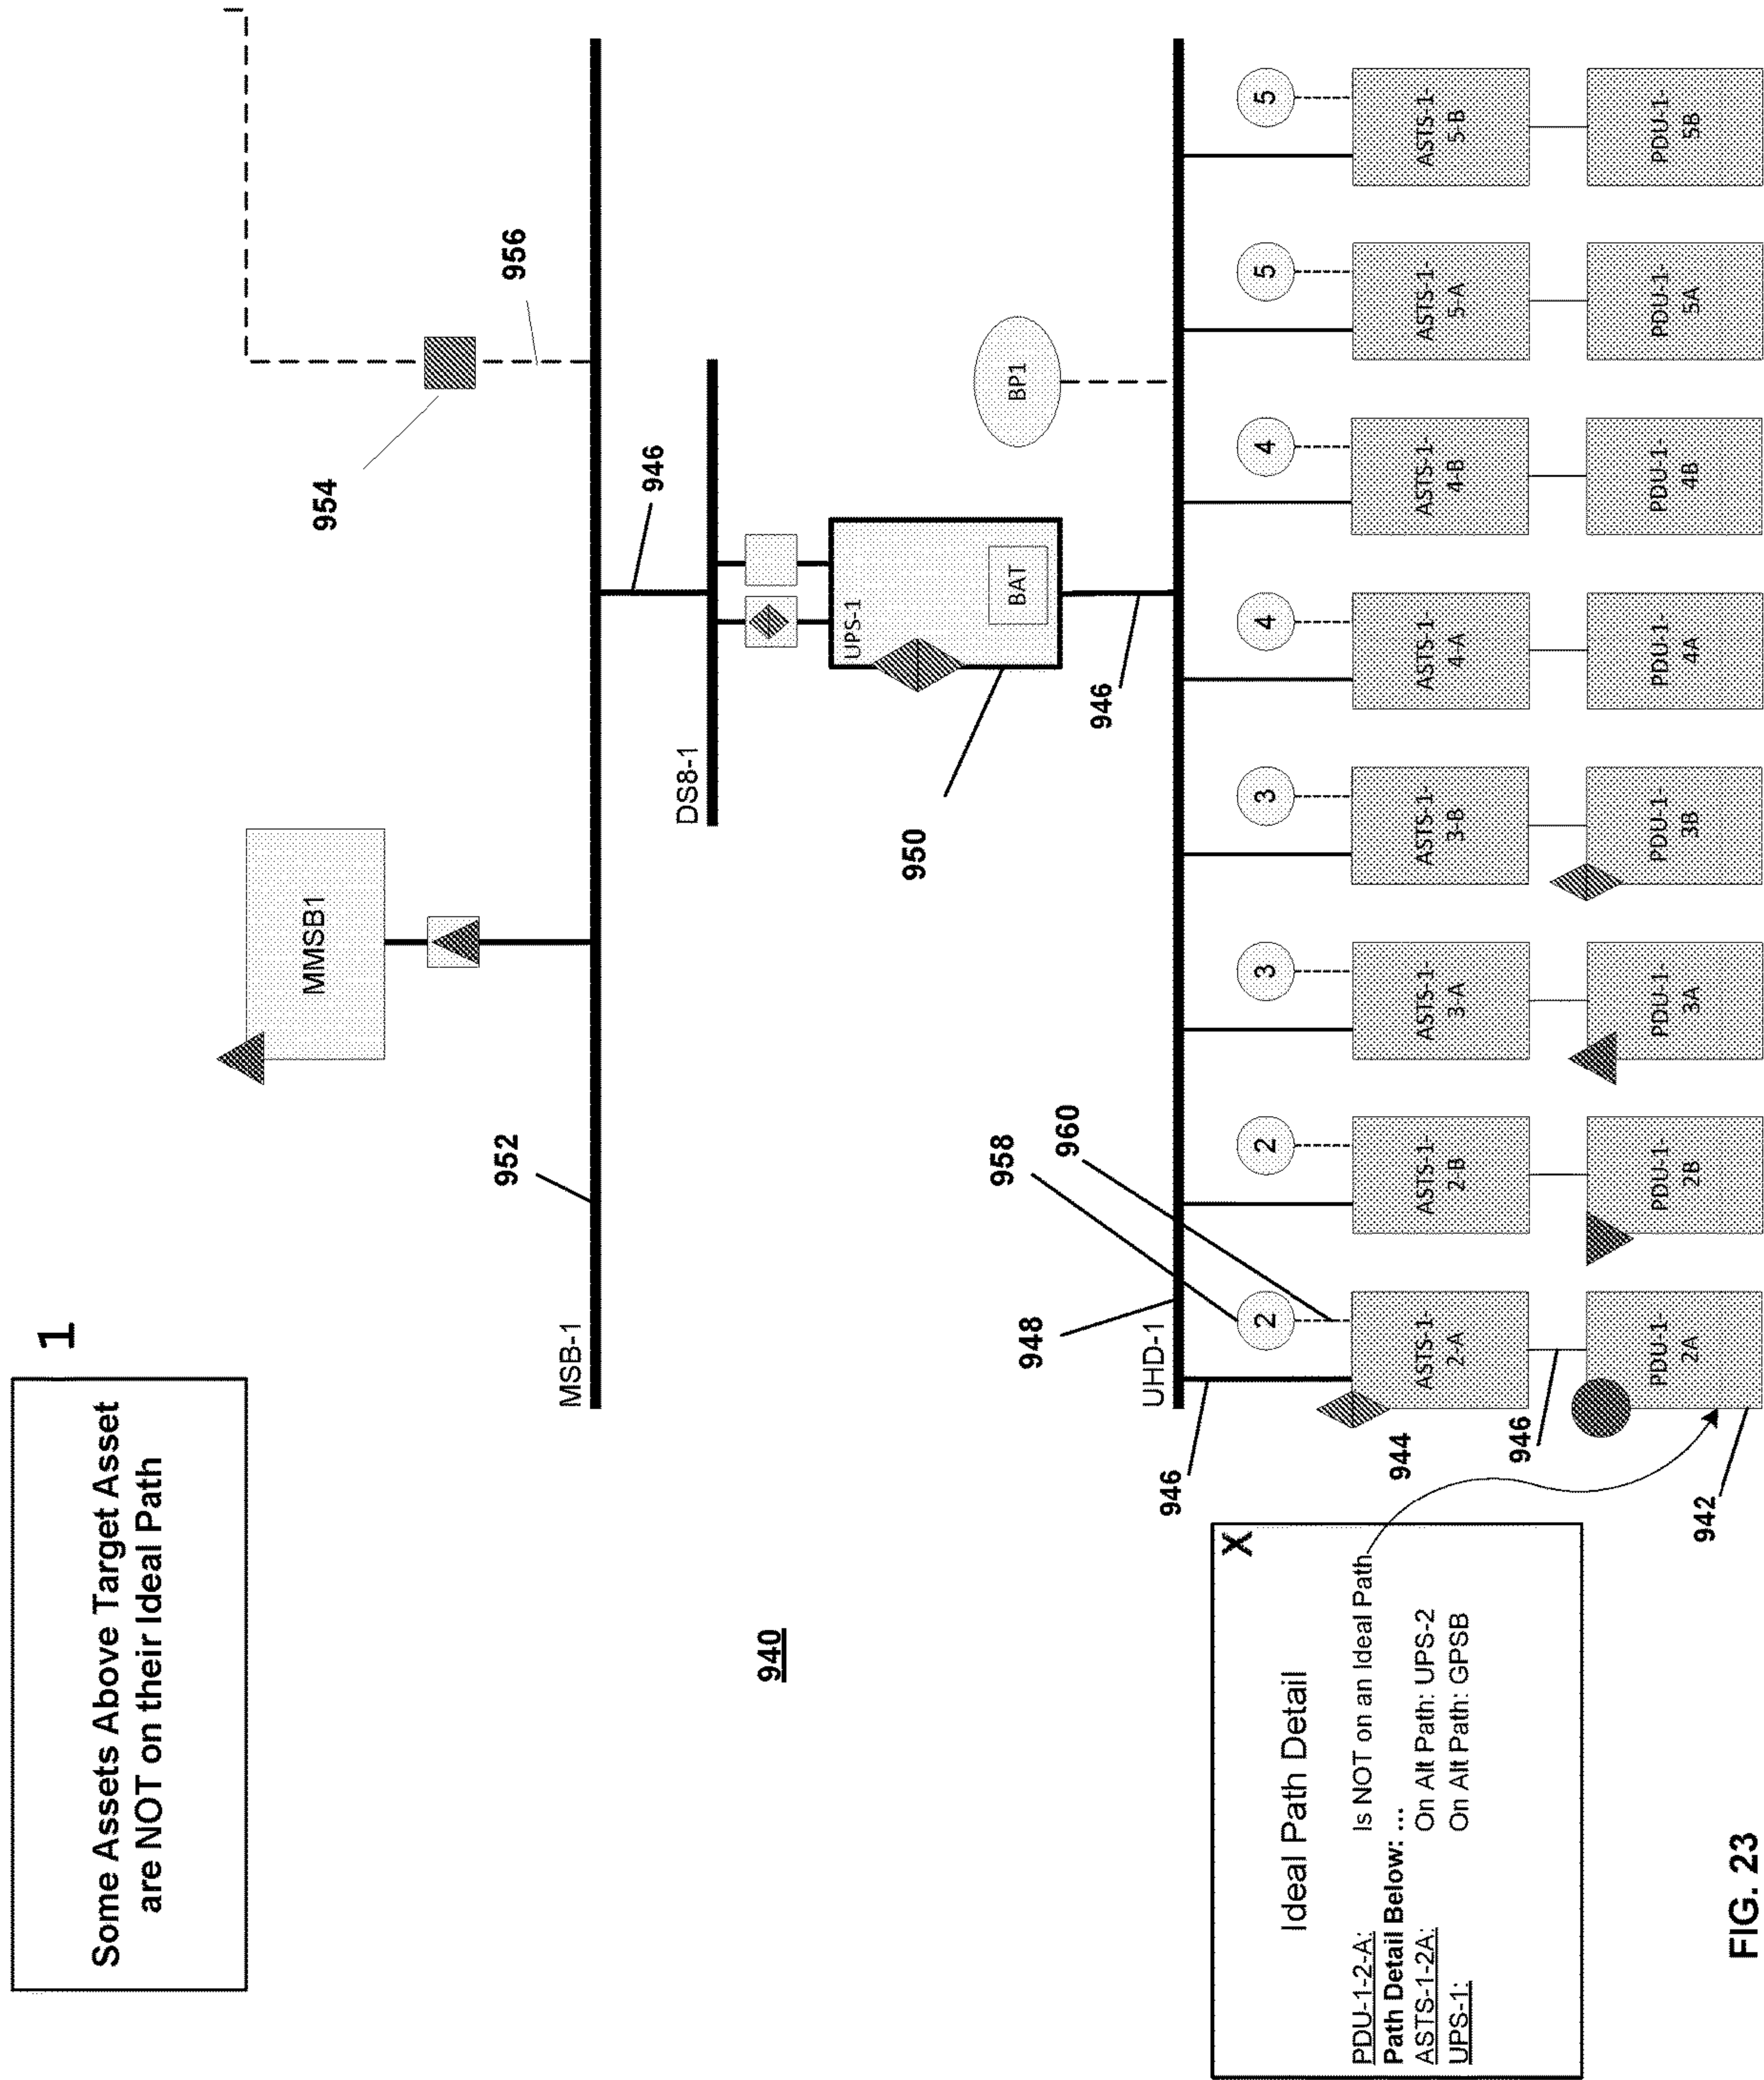 1
Some Assets Above Target Asset
are NOT on their Ideal Path
MMSB1
954
956
952
MSB-1
946
DS8-1
UPS-1
BAT
950
BP1
946
940
958
960
948
UHD-1
946
2
2
3
3
4
4
5
5
944
ASTS-1-
2-A
ASTS-1-
2-B
ASTS-1-
3-A
ASTS-1-
3-B
ASTS-1-
4-A
ASTS-1-
4-B
ASTS-1-
5-A
ASTS-1-
5-B
946
PDU-1-
2A
PDU-1-
2B
PDU-1-
3A
PDU-1-
3B
PDU-1-
4A
PDU-1-
4B
PDU-1-
5A
PDU-1-
5B
942
X
Ideal Path Detail
PDU-1-2-A: Is NOT on an Ideal Path
Path Detail Below: ...
ASTS-1-2A: On Alt Path: UPS-2
UPS-1: On Alt Path: GPSB
FIG. 23